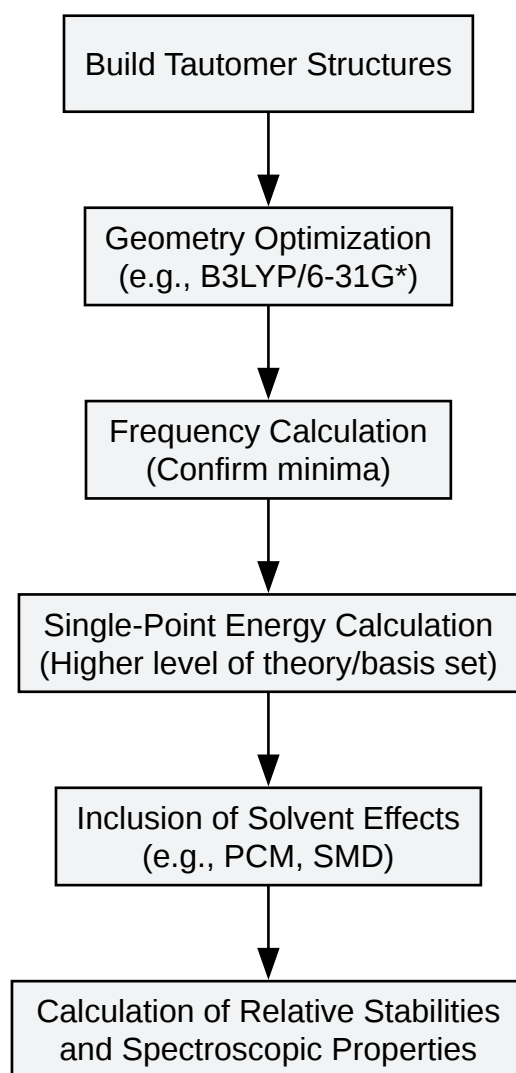 Build Tautomer Structures
Geometry Optimization
(e.g., B3LYP/6-31G*)
Frequency Calculation
(Confirm minima)
Single-Point Energy Calculation
(Higher level of theory/basis set)
Inclusion of Solvent Effects
(e.g., PCM, SMD)
Calculation of Relative Stabilities
and Spectroscopic Properties